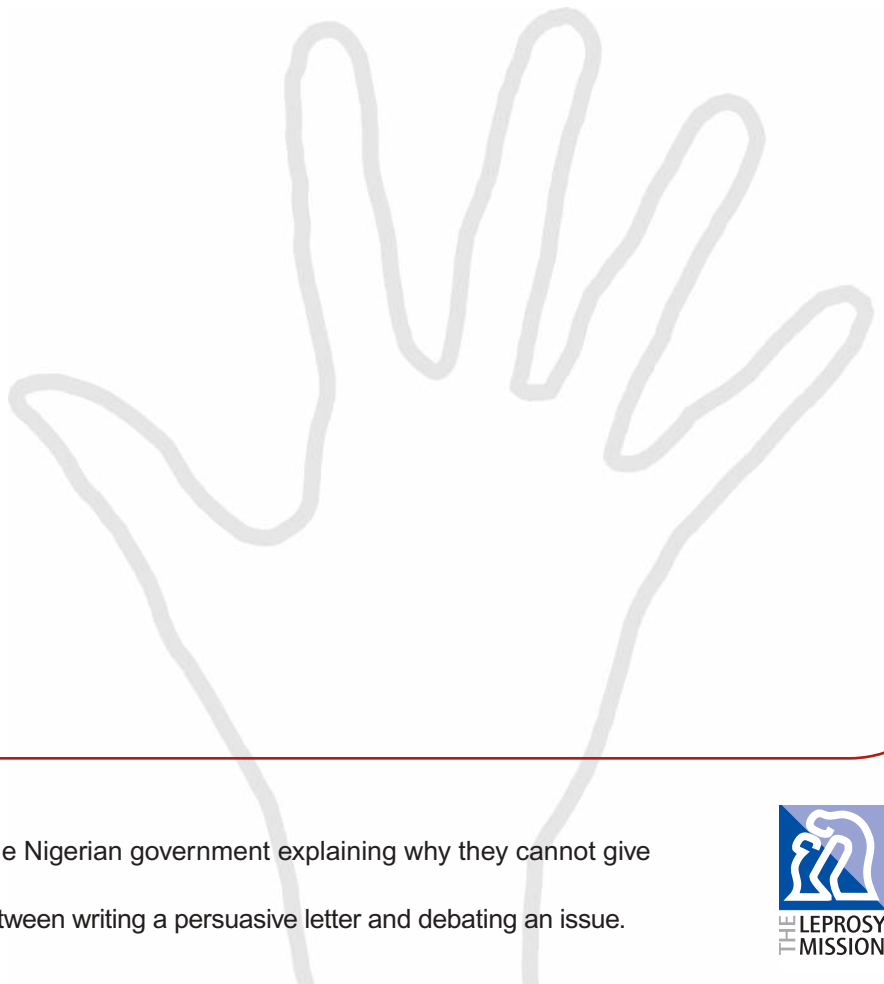 e Nigerian government explaining why they cannot give
tween writing a persuasive letter and debating an issue.
THE
LEPROSY
MISSION